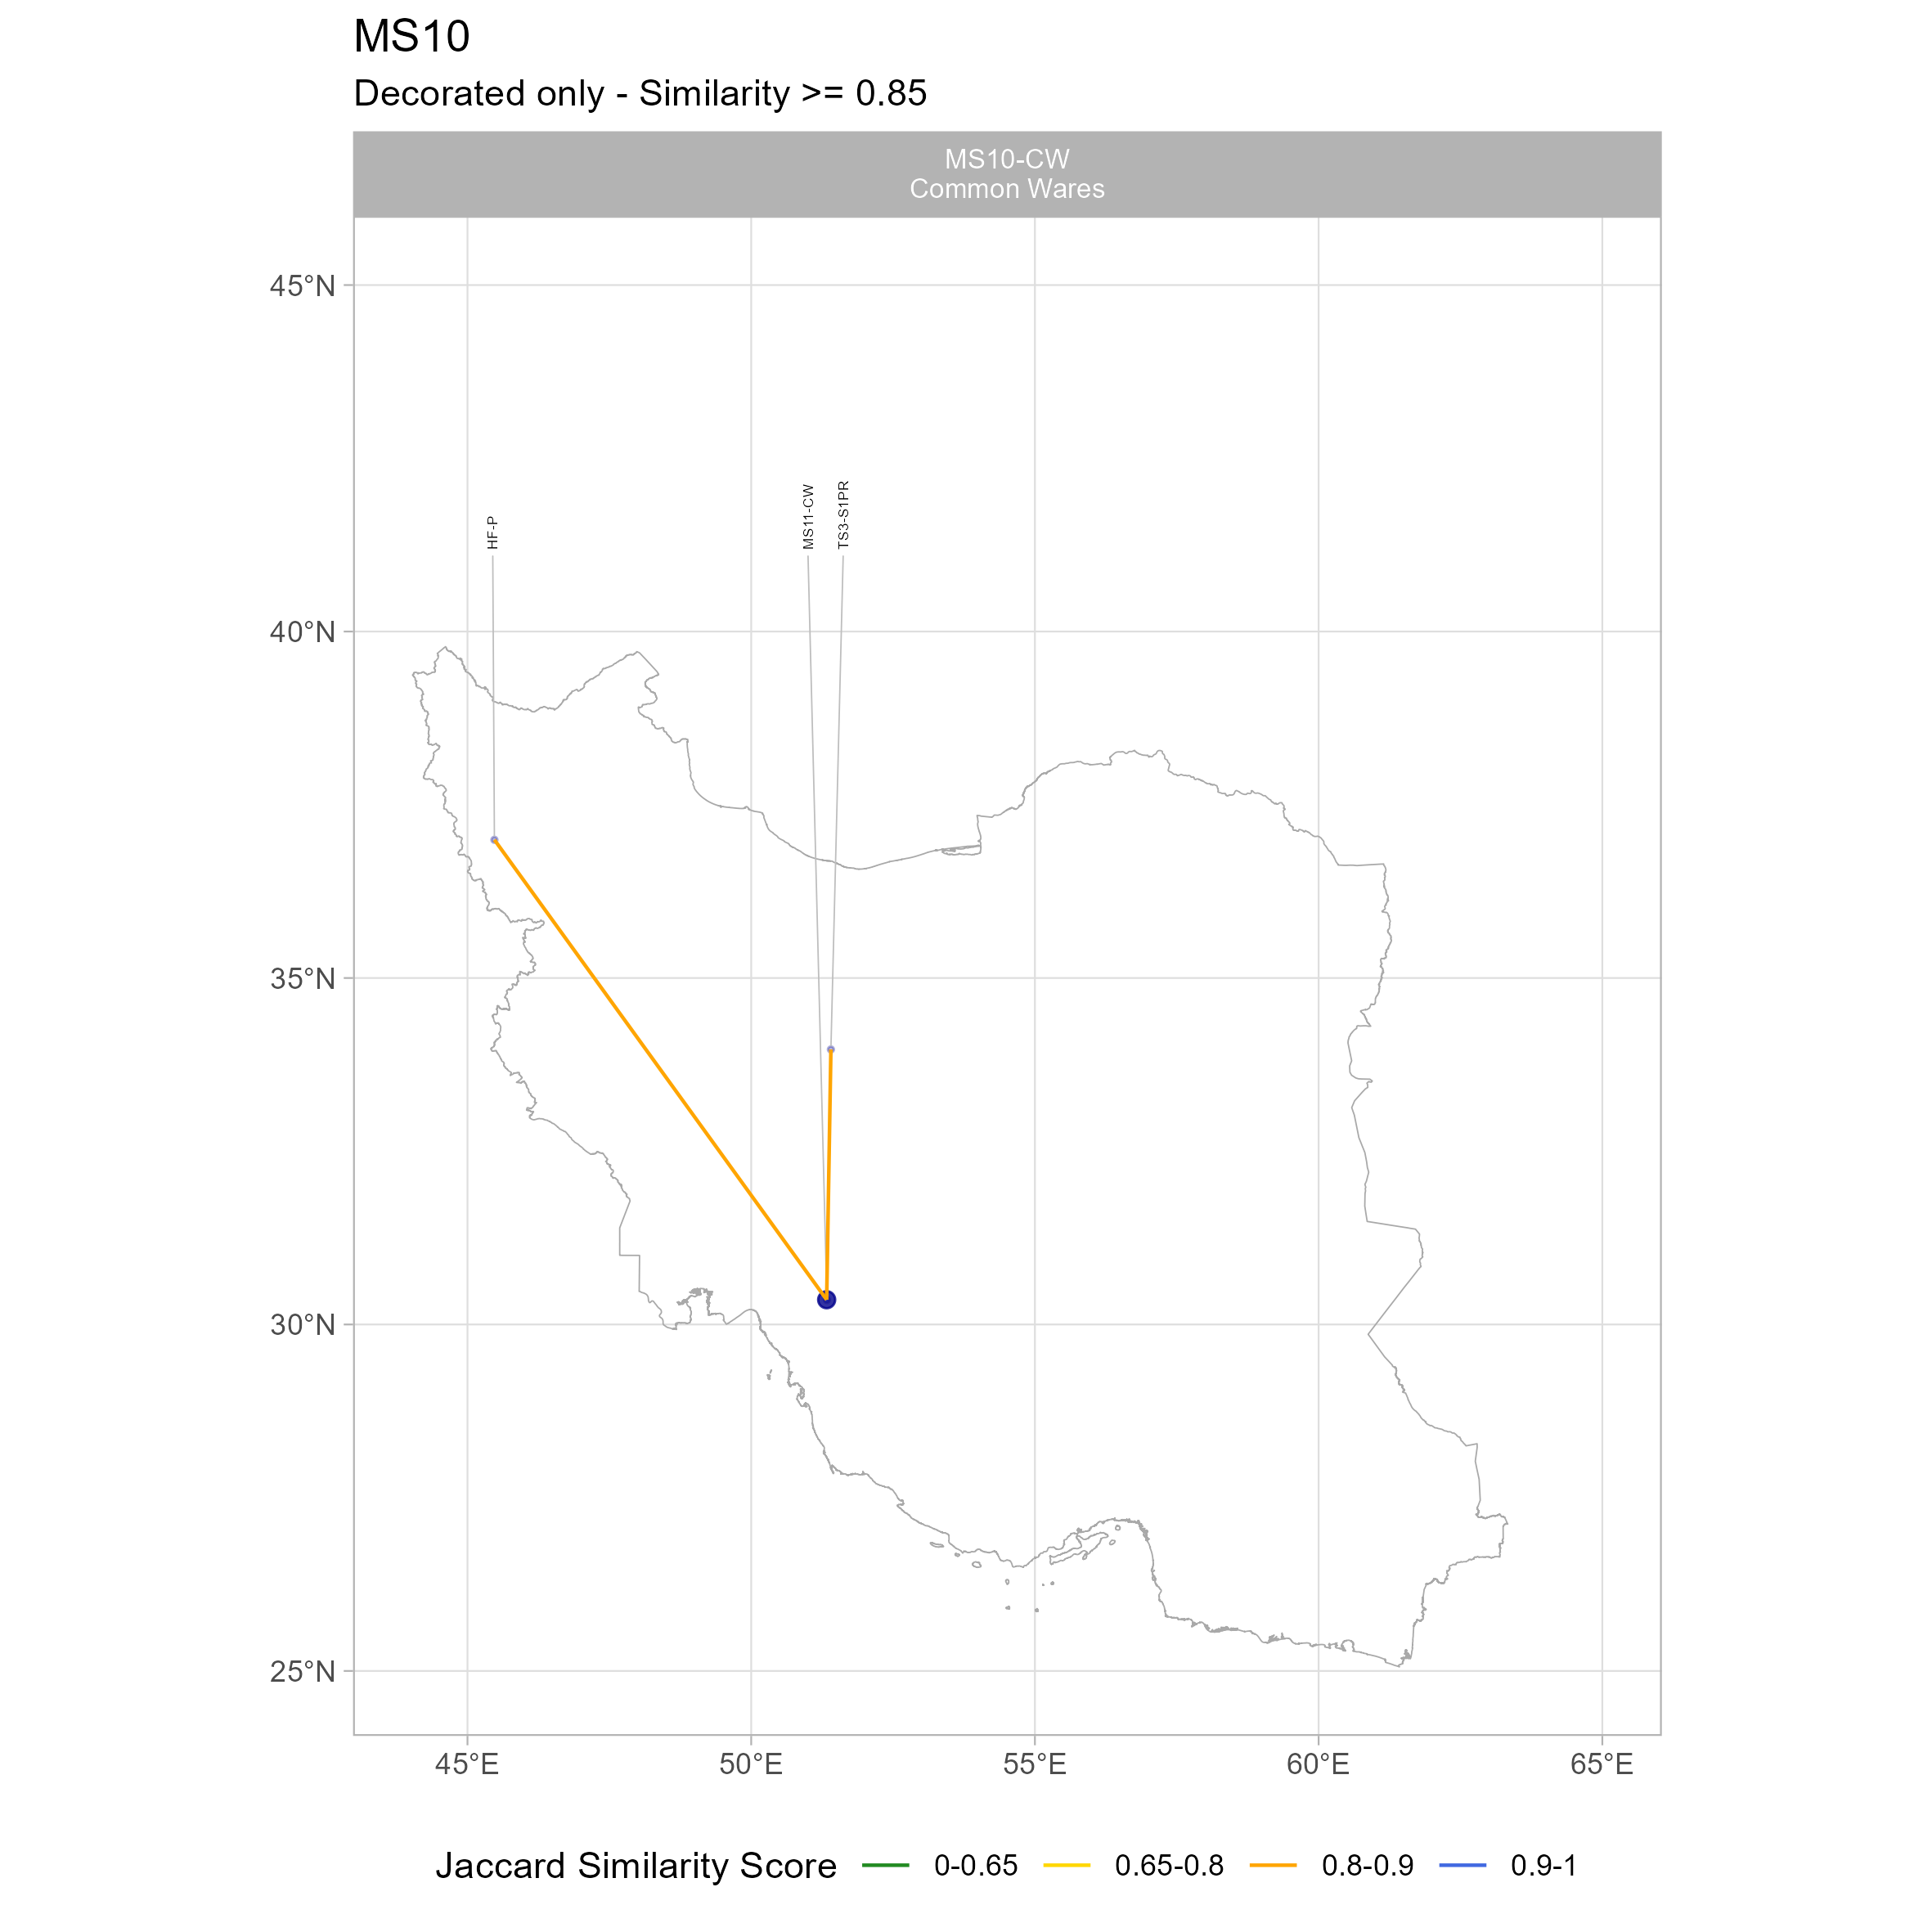 MS10
Decorated only - Similarity >= 0.85
MS10-CW
Common Wares
45°N
40°N
35°N
30°N
25°N
HF-P
MS11-CW
TS3-S1PR
45°E
50°E
55°E
60°E
65°E
Jaccard Similarity Score
0-0.65
0.65-0.8
0.8-0.9
0.9-1